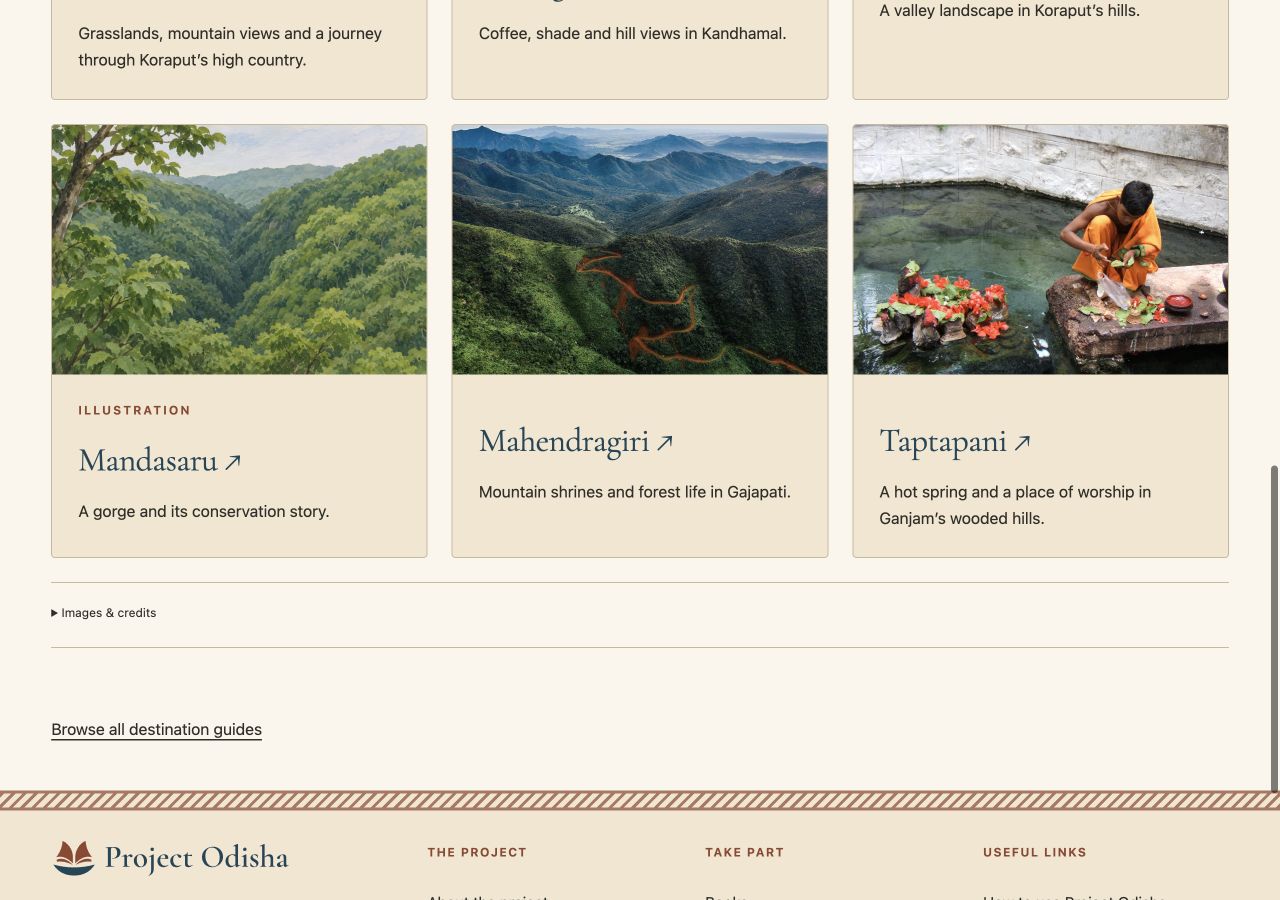 Grasslands, mountain views and a journey
through Koraput’s high country.
Coffee, shade and hill views in Kandhamal.
A valley landscape in Koraput’s hills.
ILLUSTRATION
Mandasaru ↗
A gorge and its conservation story.
Mahendragiri ↗
Mountain shrines and forest life in Gajapati.
Taptapani ↗
A hot spring and a place of worship in
Ganjam’s wooded hills.
▶ Images & credits
Browse all destination guides
Project Odisha
THE PROJECT
TAKE PART
USEFUL LINKS